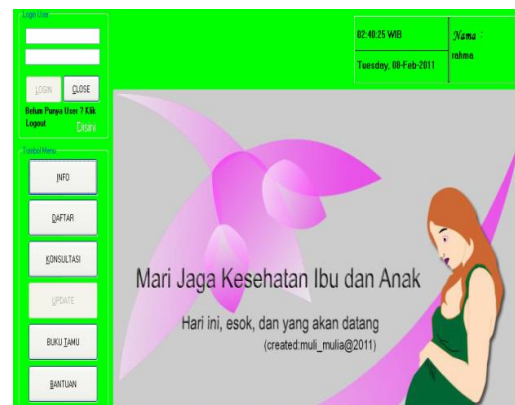 Login User
LOGIN
CLOSE
Belum Punya User ? Klik
Logout
Disini
Tombol Menu
INFO
DAFTAR
KONSULTASI
UPDATE
BUKU TAMU
BANTUAN
02:40:25 WIB
Tuesday, 08-Feb-2011
Nama :
rahma
Mari Jaga Kesehatan Ibu dan Anak
Hari ini, esok, dan yang akan datang
(created:muli_mulia@2011)